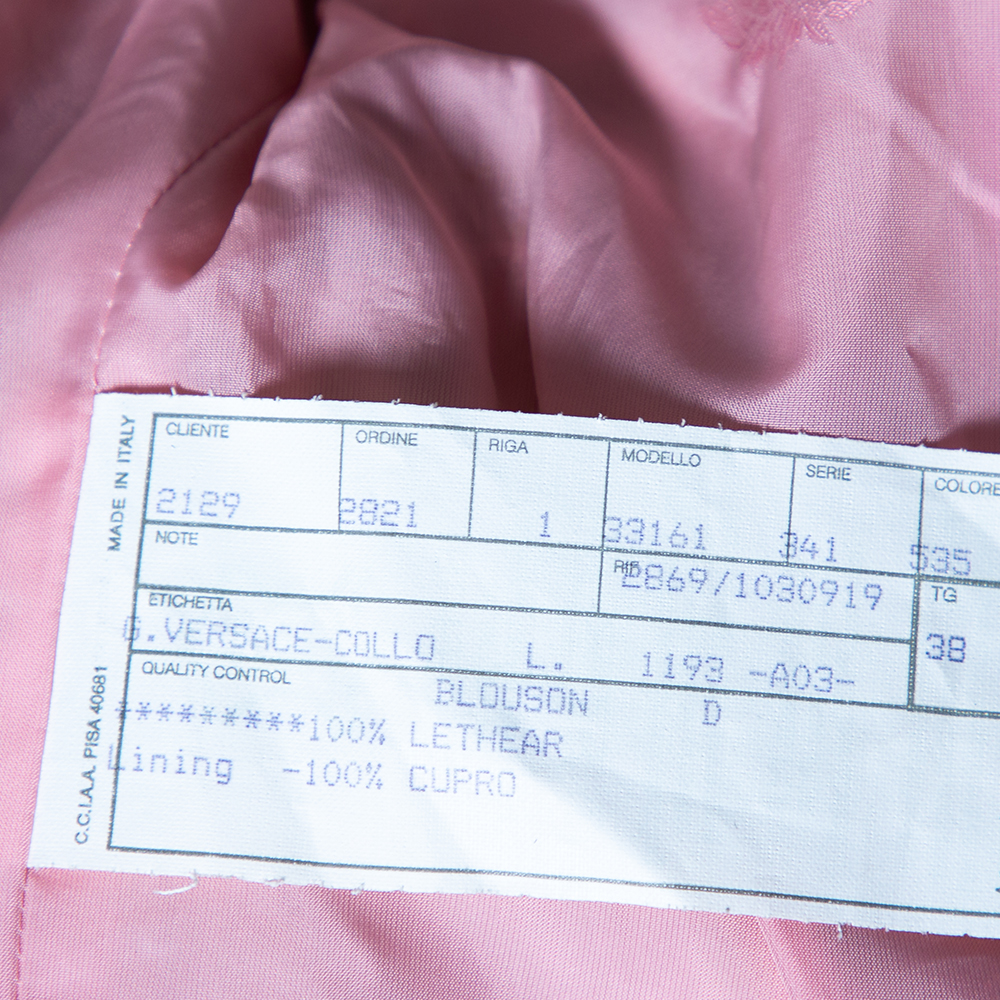 MADE IN ITALY
C.C.I.A.A. PISA 40681
CLIENTE ORDINE RIGA MODELLO SERIE COLORE
2129 2821 1 33161 341 535
NOTE RIF 2869/1030919 TG
38
ETICHETTA
G.VERSACE-COLLO L. 1193 -A03-
QUALITY CONTROL
BLOUSON D
********100% LETHEAR
Lining -100% CUPRO